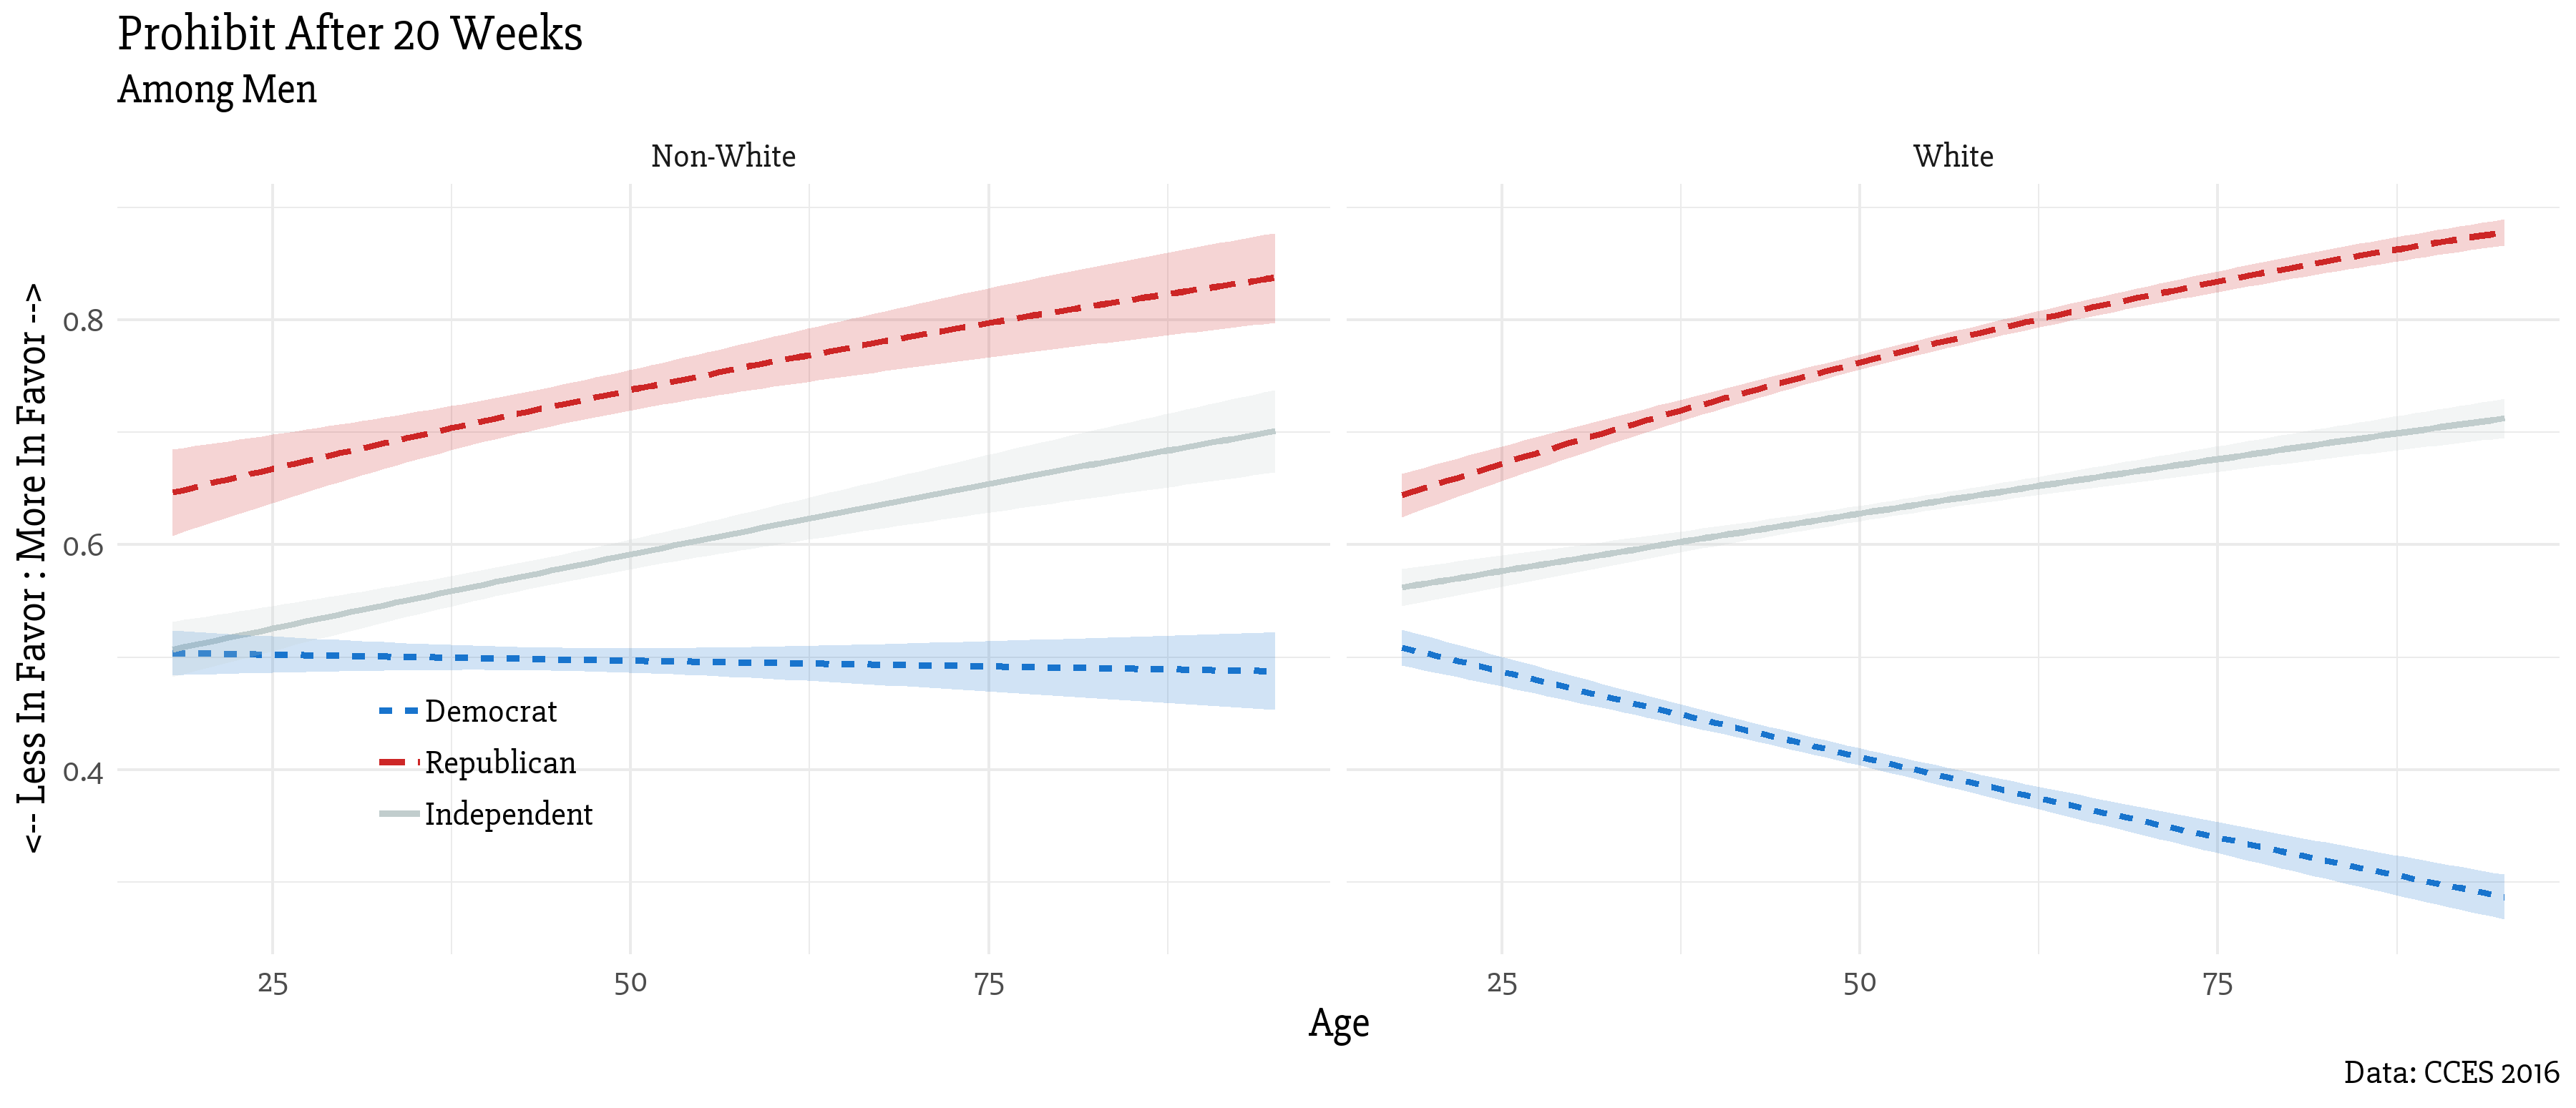 Prohibit After 20 Weeks
Among Men
Non-White
White
<-- Less In Favor : More In Favor -->
0.8
0.6
0.4
Democrat
Republican
Independent
25 50 75
25 50 75
Age
Data: CCES 2016